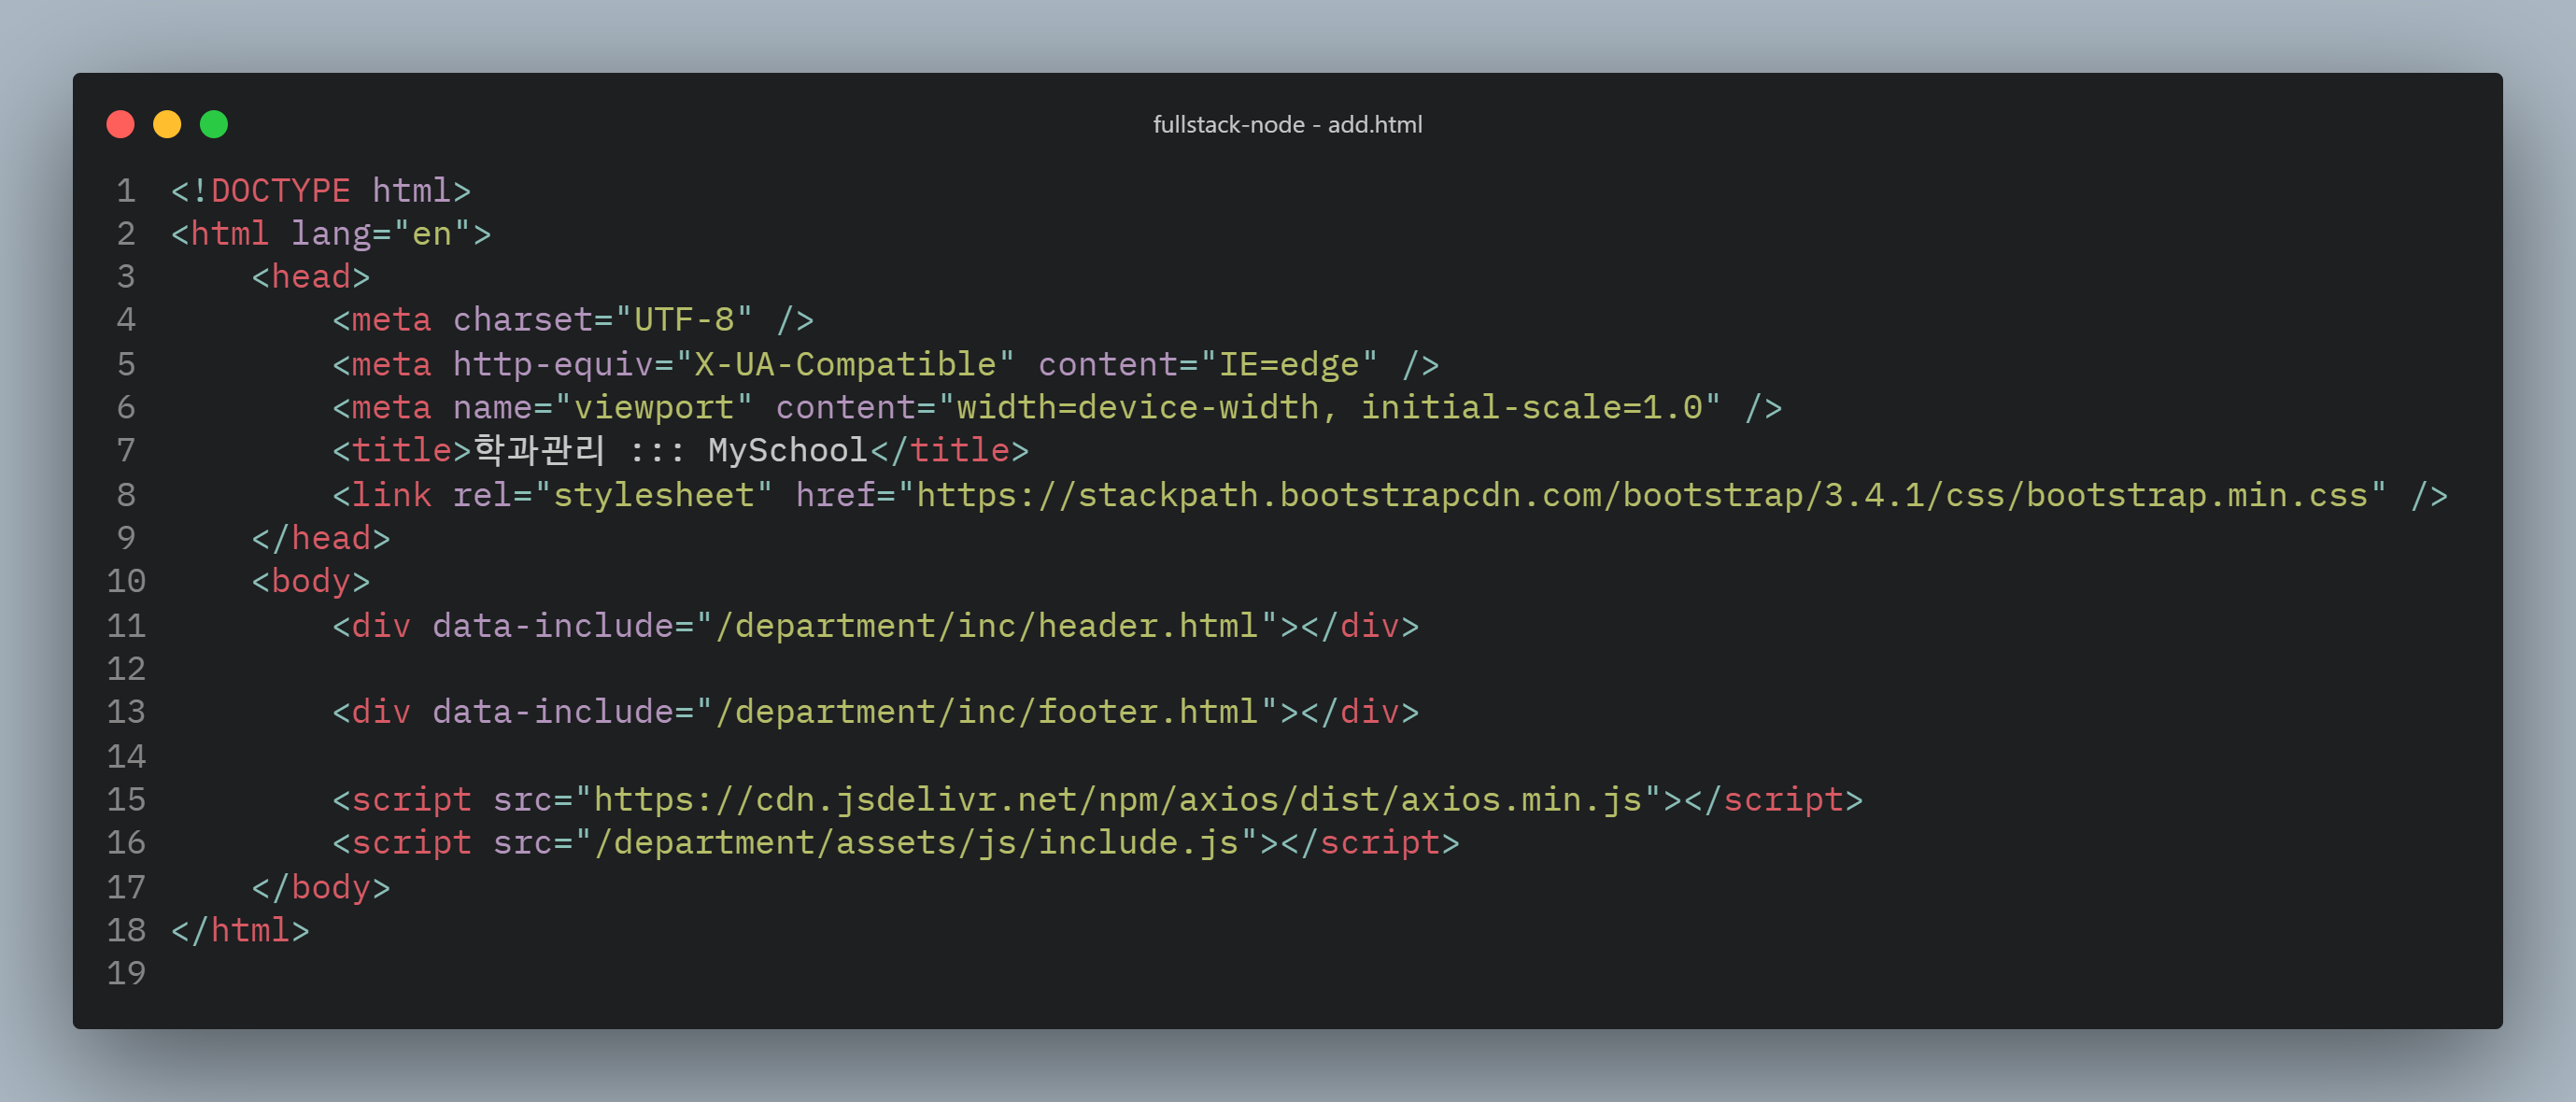 fullstack-node - add.html
1 <!DOCTYPE html>
2 <html lang="en">
3     <head>
4         <meta charset="UTF-8" />
5         <meta http-equiv="X-UA-Compatible" content="IE=edge" />
6         <meta name="viewport" content="width=device-width, initial-scale=1.0" />
7         <title>학과관리 ::: MySchool</title>
8         <link rel="stylesheet" href="https://stackpath.bootstrapcdn.com/bootstrap/3.4.1/css/bootstrap.min.css" />
9     </head>
10     <body>
11         <div data-include="/department/inc/header.html"></div>
12
13         <div data-include="/department/inc/footer.html"></div>
14
15         <script src="https://cdn.jsdelivr.net/npm/axios/dist/axios.min.js"></script>
16         <script src="/department/assets/js/include.js"></script>
17     </body>
18 </html>
19